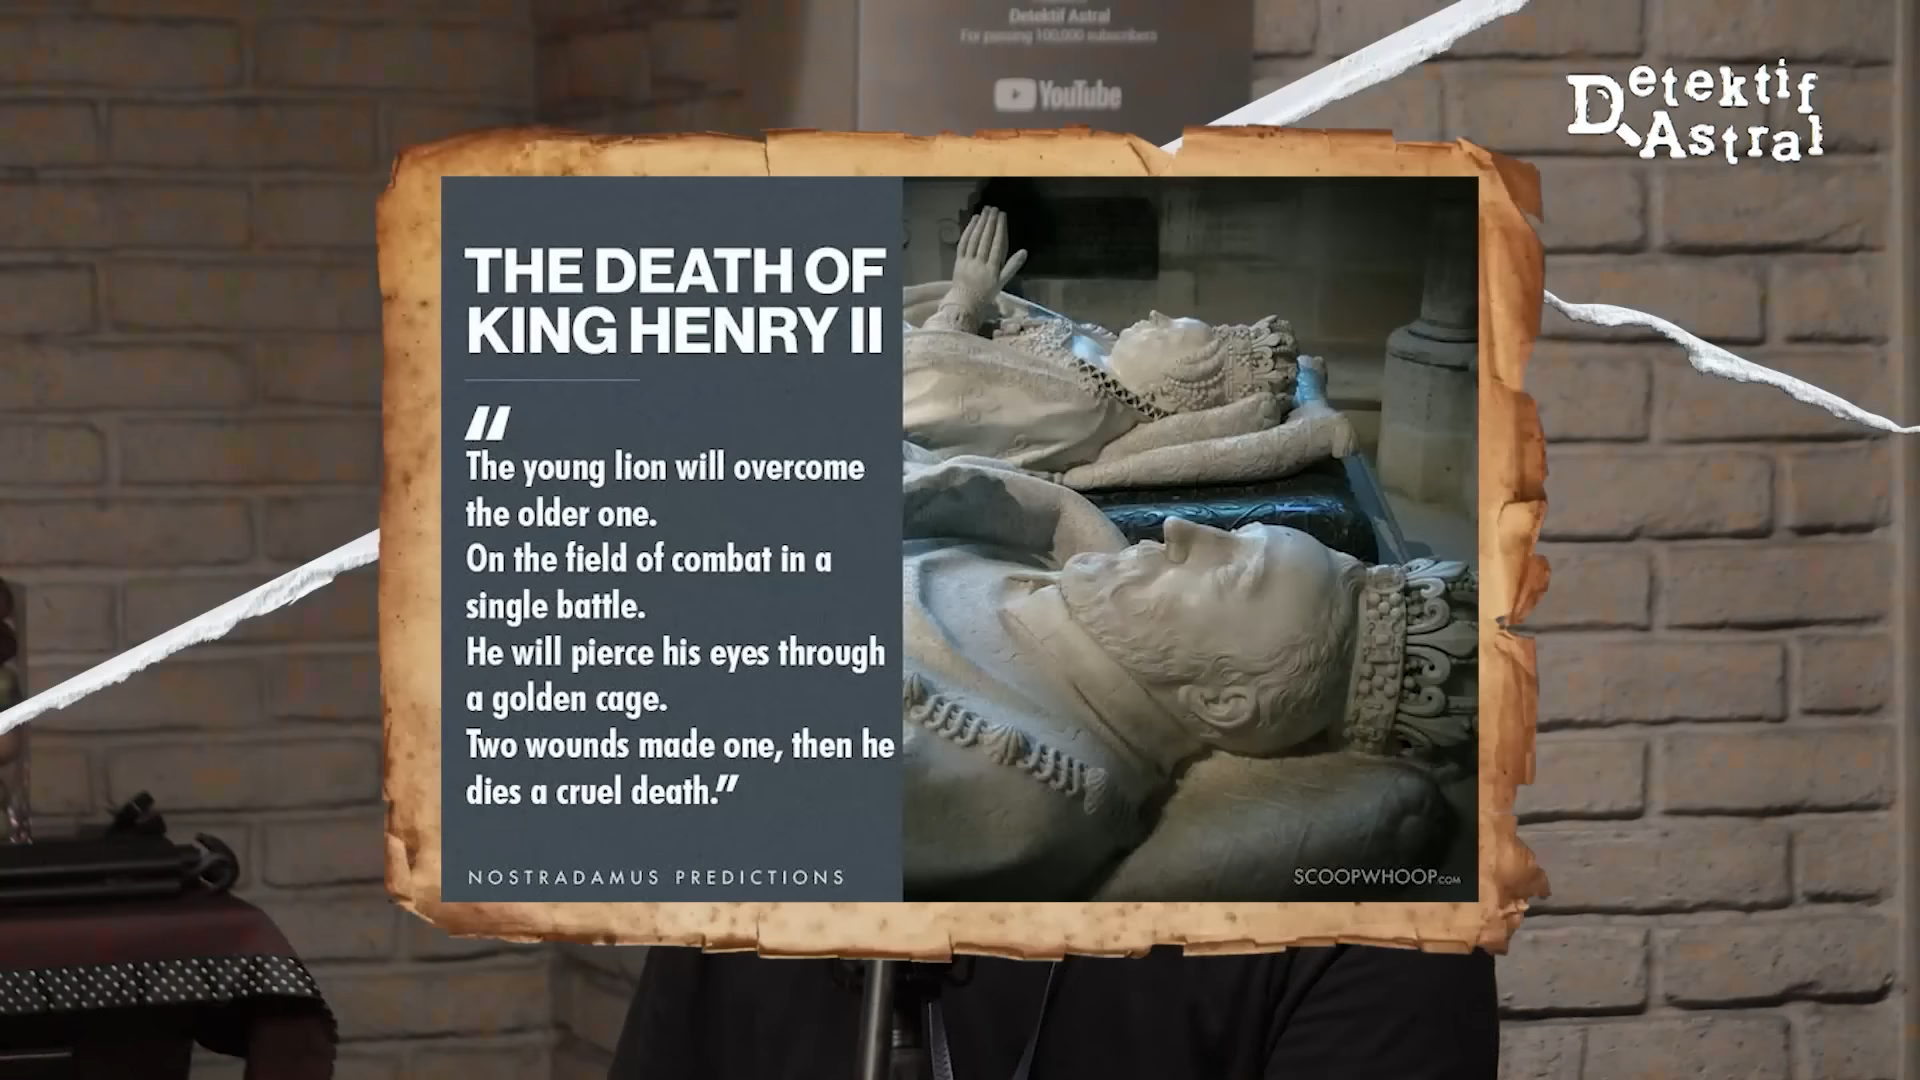 Detektif Astral
For passing 100,000 subscribers
YouTube
Detektif
Astral
THE DEATH OF
KING HENRY II
"
The young lion will overcome
the older one.
On the field of combat in a
single battle.
He will pierce his eyes through
a golden cage.
Two wounds made one, then he
dies a cruel death."
NOSTRADAMUS PREDICTIONS
SCOOPWHOOP.COM